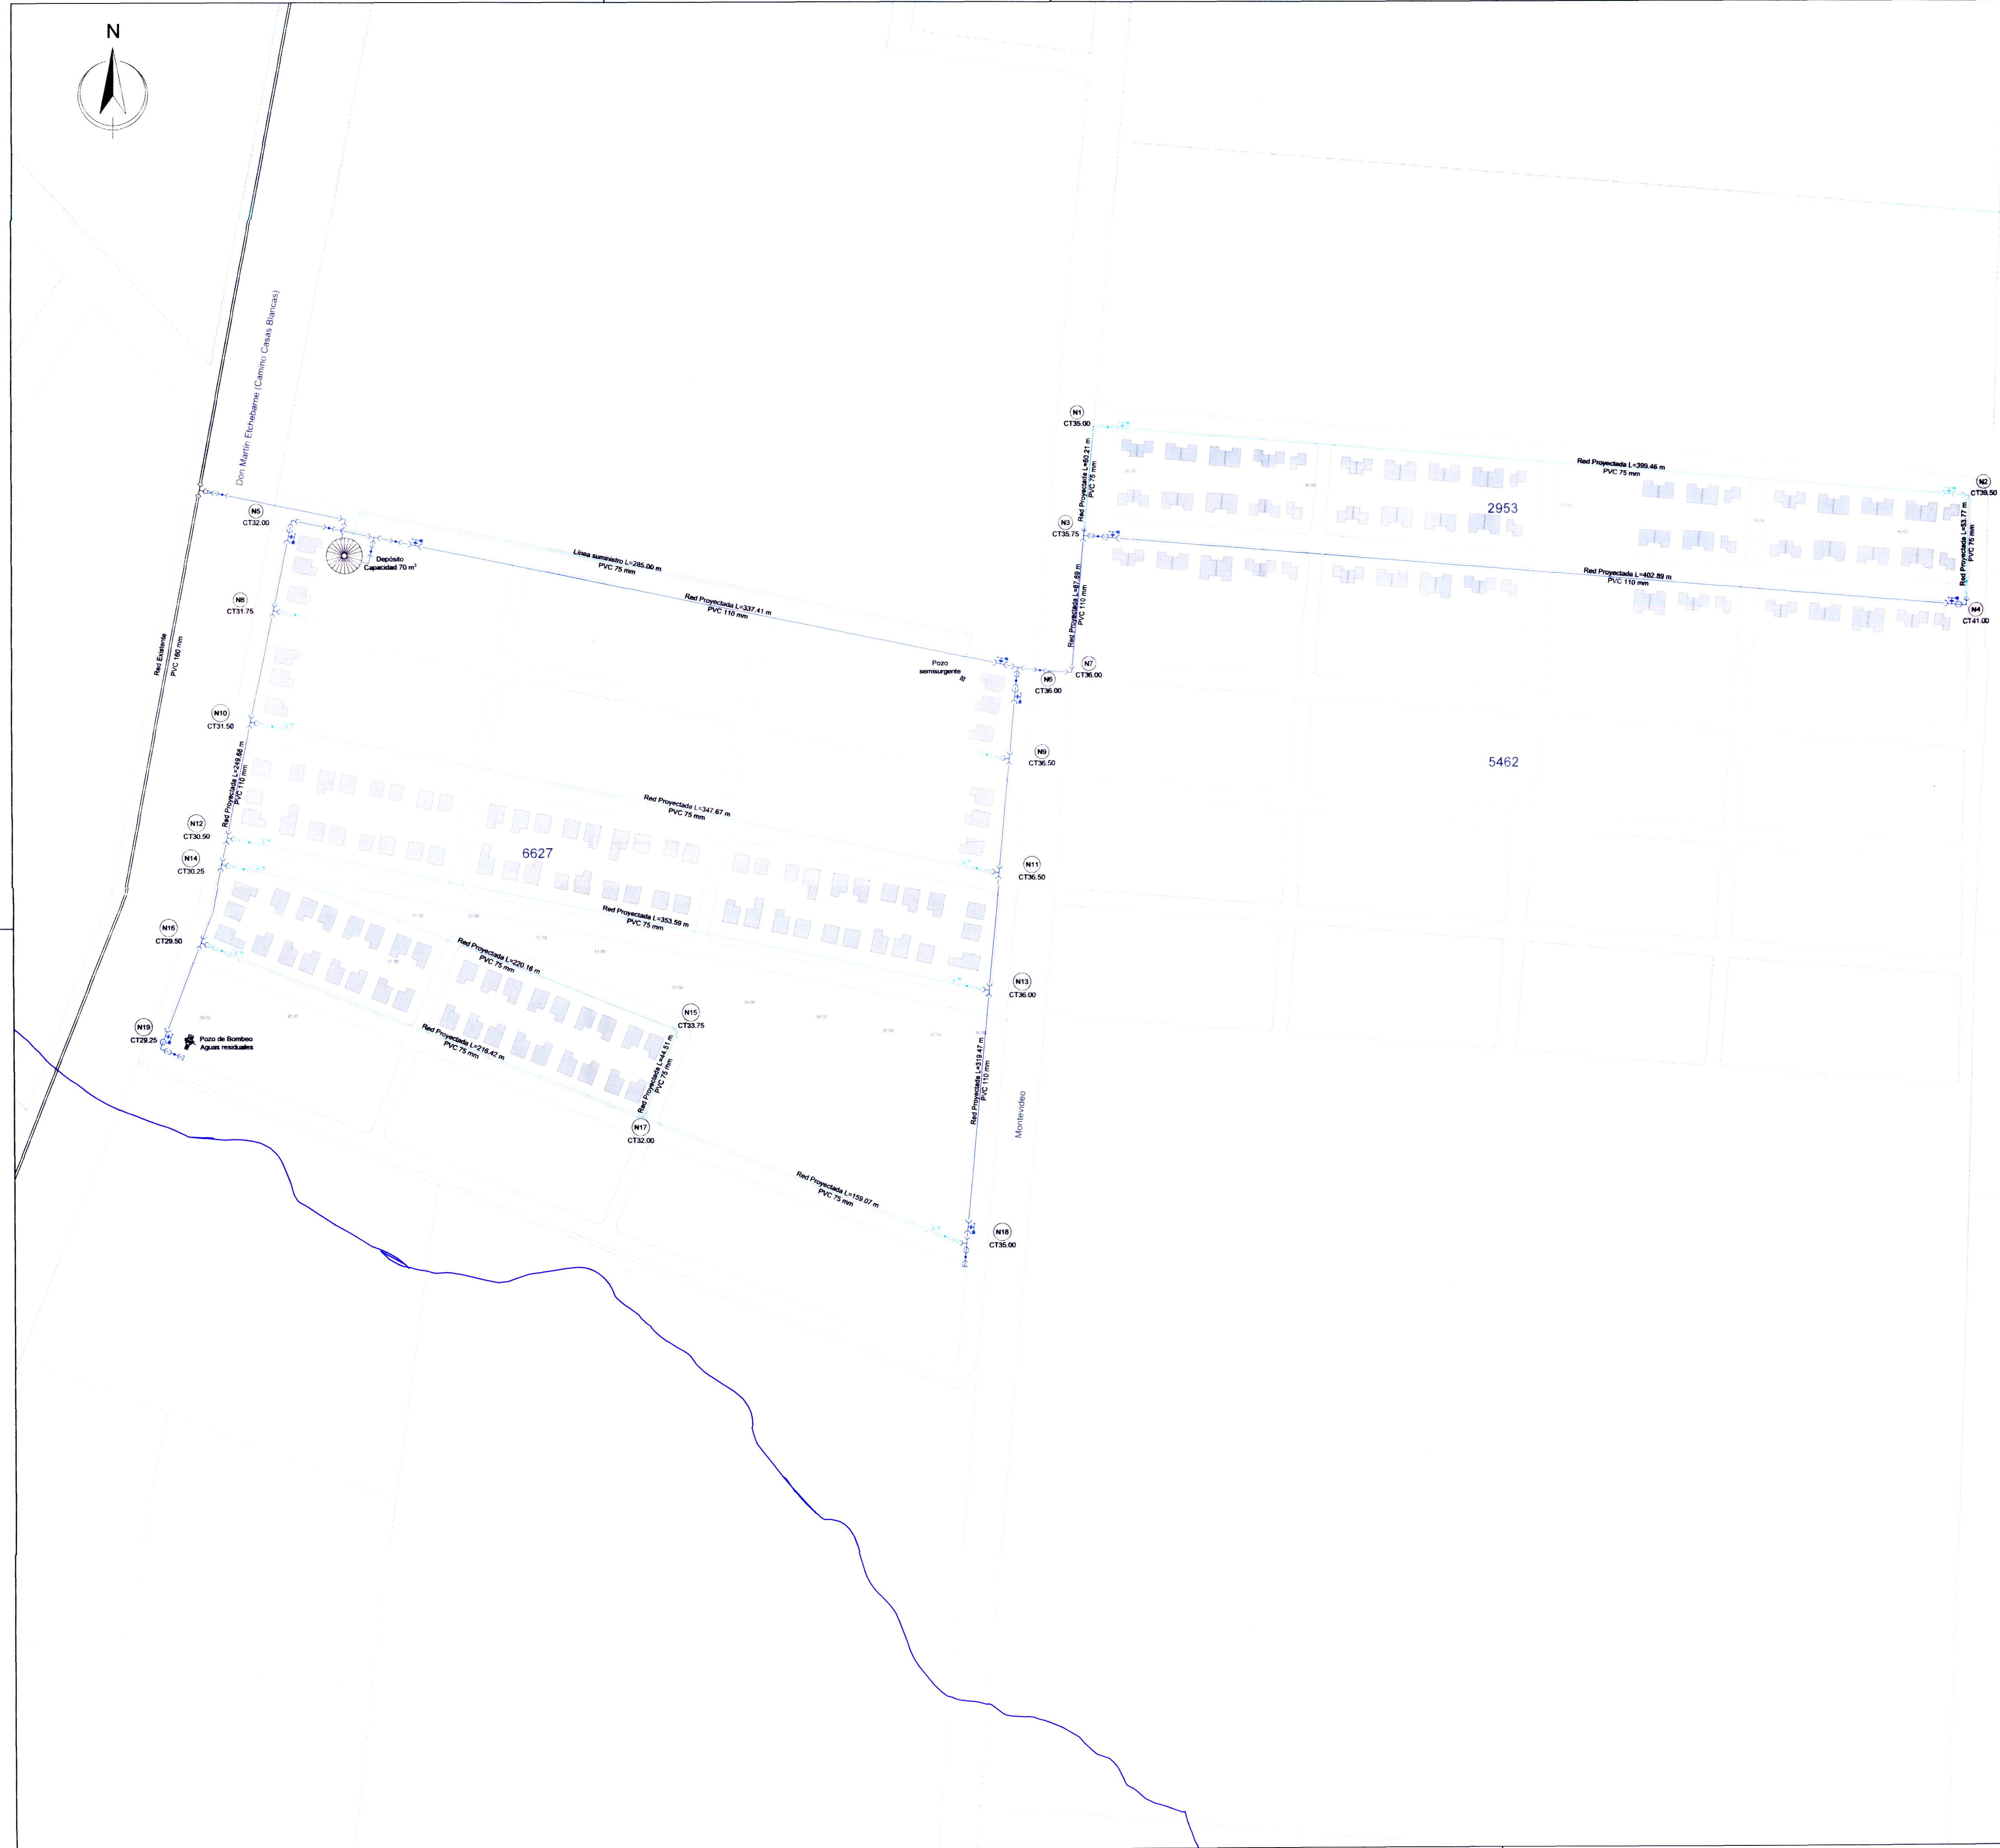 N
Don Martín Etchebarne (Camino Casas Blancas)
N1
CT35.00
Red Proyectada L=399.46 m
PVC 75 mm
N2
CT39.50
Red Proyectada L=50.21 m
PVC 75 mm
2953
N5
CT32.00
N3
CT35.75
Red Proyectada L=53.77 m
PVC 75 mm
Depósito
Capacidad 70 m³
Línea suministro L=285.00 m
PVC 75 mm
Red Proyectada L=402.89 m
PVC 110 mm
N4
CT41.00
N8
CT31.75
Red Proyectada L=337.41 m
PVC 110 mm
Red Proyectada L=67.69 m
PVC 110 mm
Red Existente
PVC 160 mm
Pozo
semisurgente
N6
CT36.00
N7
CT36.00
N10
CT31.50
N9
CT36.50
5462
Red Proyectada L=249.68 m
PVC 110 mm
Red Proyectada L=347.67 m
PVC 75 mm
N12
CT30.50
6627
N14
CT30.25
N11
CT36.50
Red Proyectada L=353.59 m
PVC 75 mm
N16
CT29.50
Red Proyectada L=220.16 m
PVC 75 mm
N13
CT36.00
N15
CT33.75
N19
CT29.25
Pozo de Bombeo
Aguas residuales
Red Proyectada L=216.42 m
PVC 75 mm
Red Proyectada L=44.51 m
PVC 75 mm
Red Proyectada L=319.47 m
PVC 110 mm
Montevideo
N17
CT32.00
Red Proyectada L=159.07 m
PVC 75 mm
N18
CT35.00